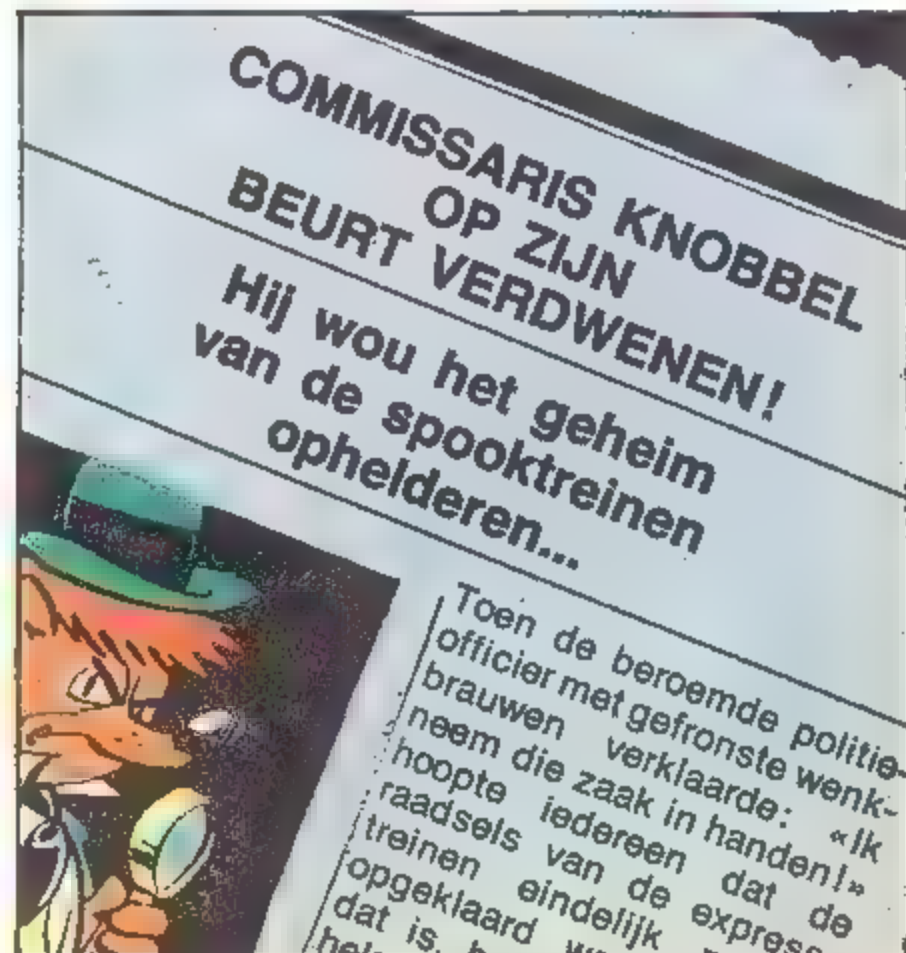 COMMISSARIS KNOBBEL
OP ZIJN
BEURT VERDWENEN!
Hij wou het geheim
van de spooktreinen
ophelderen...
Toen de beroemde politie-
officier met gefronste wenk-
brauwen verklaarde: «Ik
neem die zaak in handen!»
hoopte iedereen dat de
raadsels van de express
treinen eindelijk
opgeklaard
dat is.